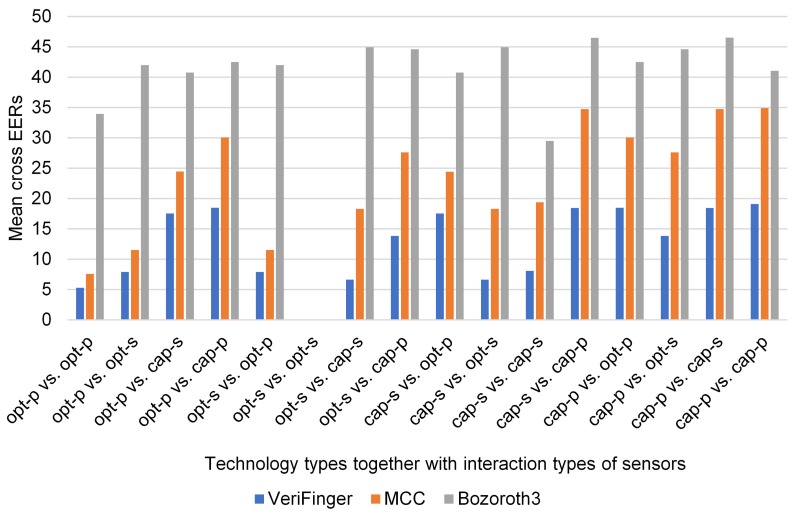 50
45
40
35
30
25
20
15
10
5
0
Mean cross EERs
opt-p vs. opt-p
opt-p vs. opt-s
opt-p vs. cap-s
opt-p vs. cap-p
opt-s vs. opt-p
opt-s vs. opt-s
opt-s vs. cap-s
opt-s vs. cap-p
cap-s vs. opt-p
cap-s vs. opt-s
cap-s vs. cap-s
cap-s vs. cap-p
cap-p vs. opt-p
cap-p vs. opt-s
cap-p vs. cap-s
cap-p vs. cap-p
Technology types together with interaction types of sensors
VeriFinger MCC Bozoroth3